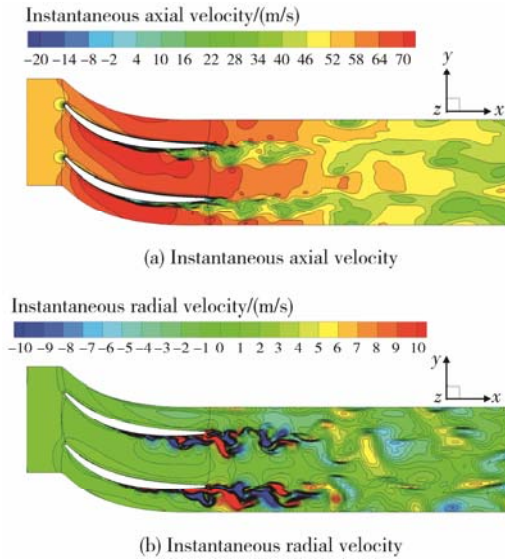 Instantaneous axial velocity/(m/s)
−20 −14 −8 −2 4 10 16 22 28 34 40 46 52 58 64 70
y
z x
(a) Instantaneous axial velocity
Instantaneous radial velocity/(m/s)
−10 −9 −8 −7 −6 −5 −4 −3 −2 −1 0 1 2 3 4 5 6 7 8 9 10
y
z x
(b) Instantaneous radial velocity